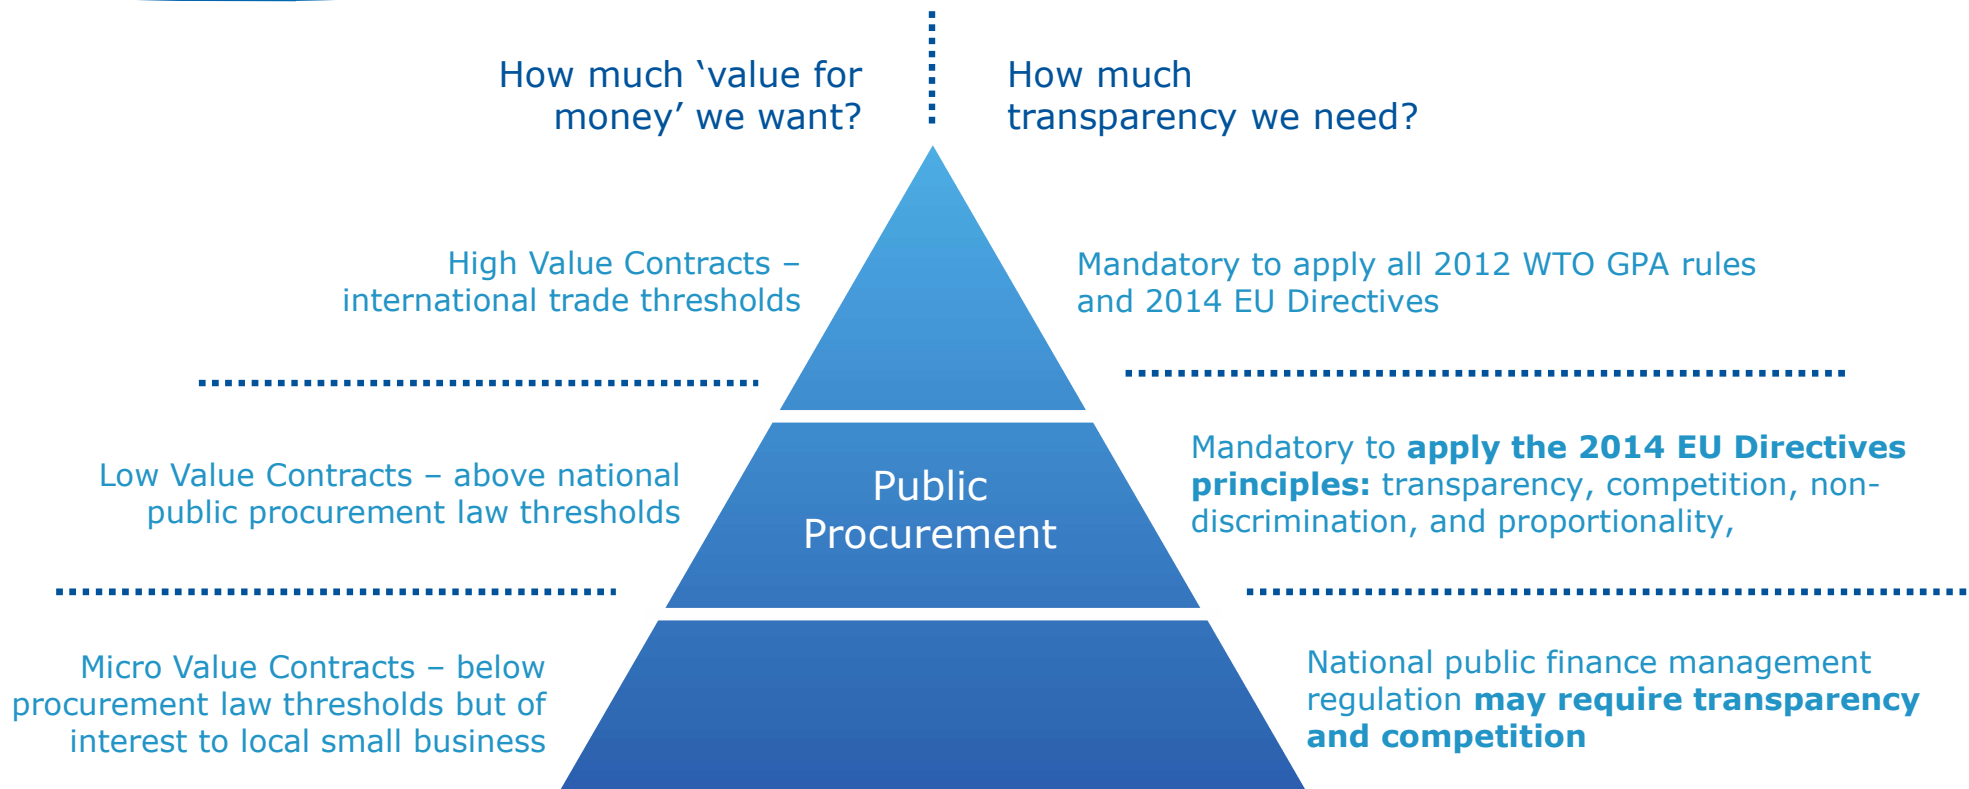 How much ‘value for
money’ we want?
How much
transparency we need?
High Value Contracts –
international trade thresholds
Mandatory to apply all 2012 WTO GPA rules
and 2014 EU Directives
Low Value Contracts – above national
public procurement law thresholds
Public
Procurement
Mandatory to apply the 2014 EU Directives
principles: transparency, competition, non-
discrimination, and proportionality,
Micro Value Contracts – below
procurement law thresholds but of
interest to local small business
National public finance management
regulation may require transparency
and competition